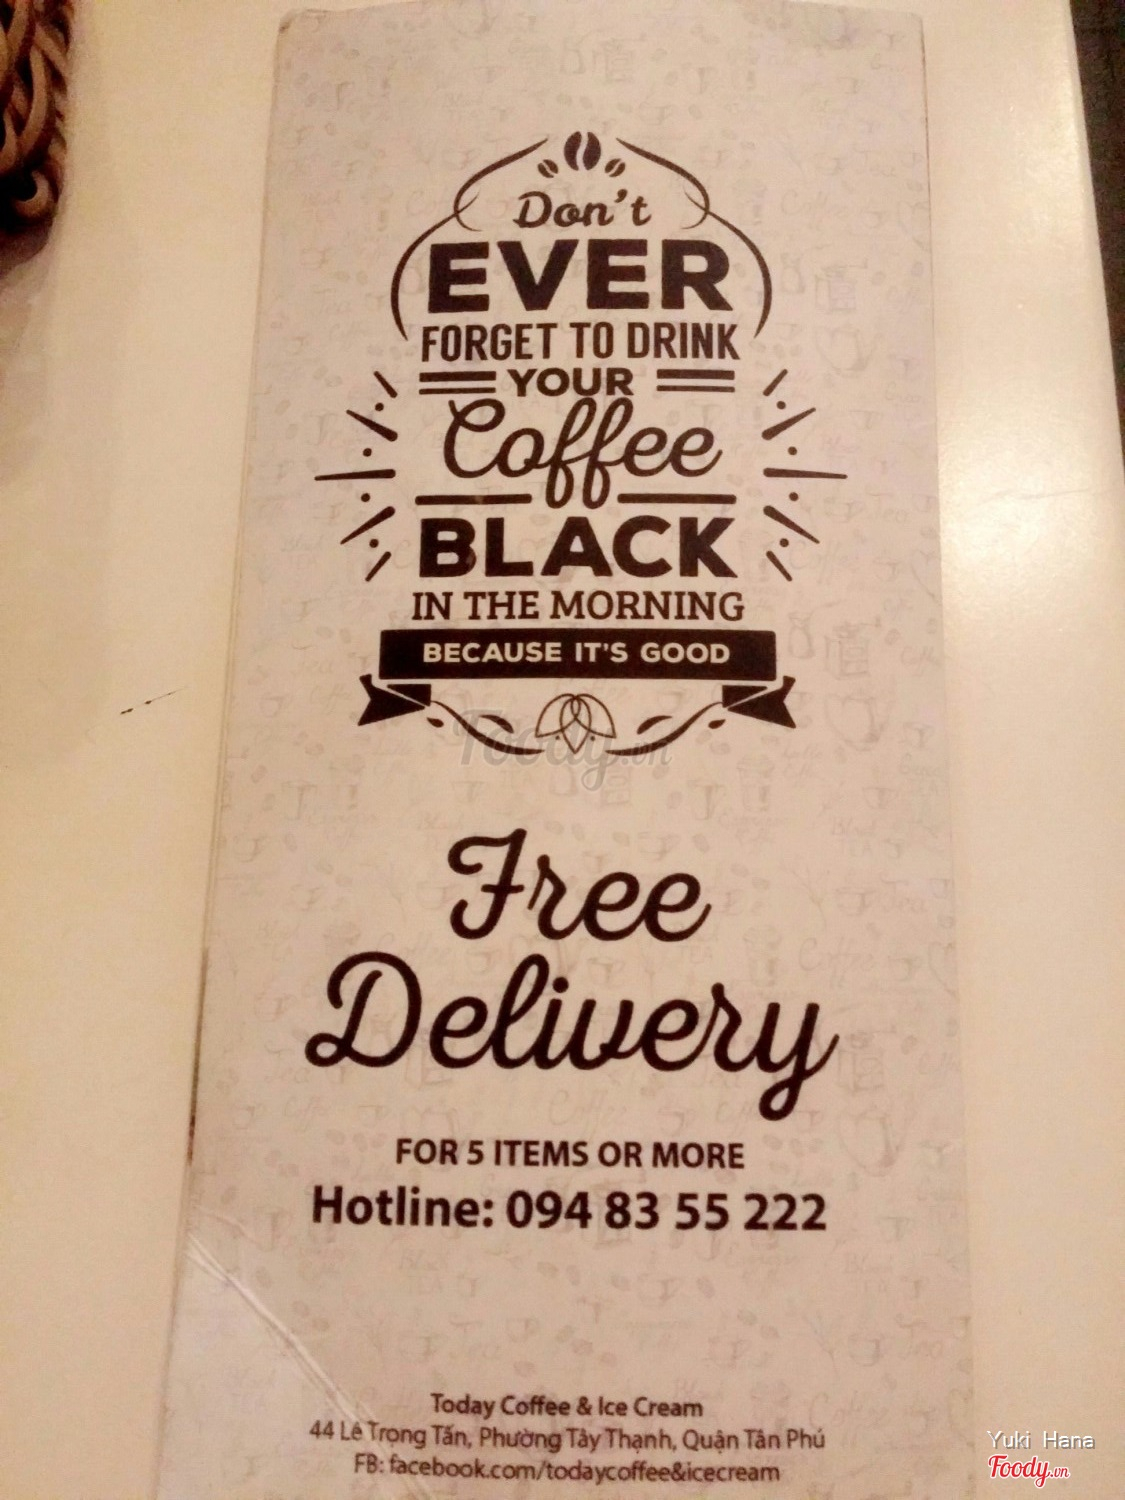 Don't
EVER
FORGET TO DRINK
YOUR
Coffee
BLACK
IN THE MORNING
BECAUSE IT'S GOOD
Foody.vn
Free
Delivery
FOR 5 ITEMS OR MORE
Hotline: 094 83 55 222
Today Coffee & Ice Cream
44 Lê Trọng Tấn, Phường Tây Thạnh, Quận Tân Phú
FB: facebook.com/todaycoffee&icecream
Yuki Hana
Foody.vn